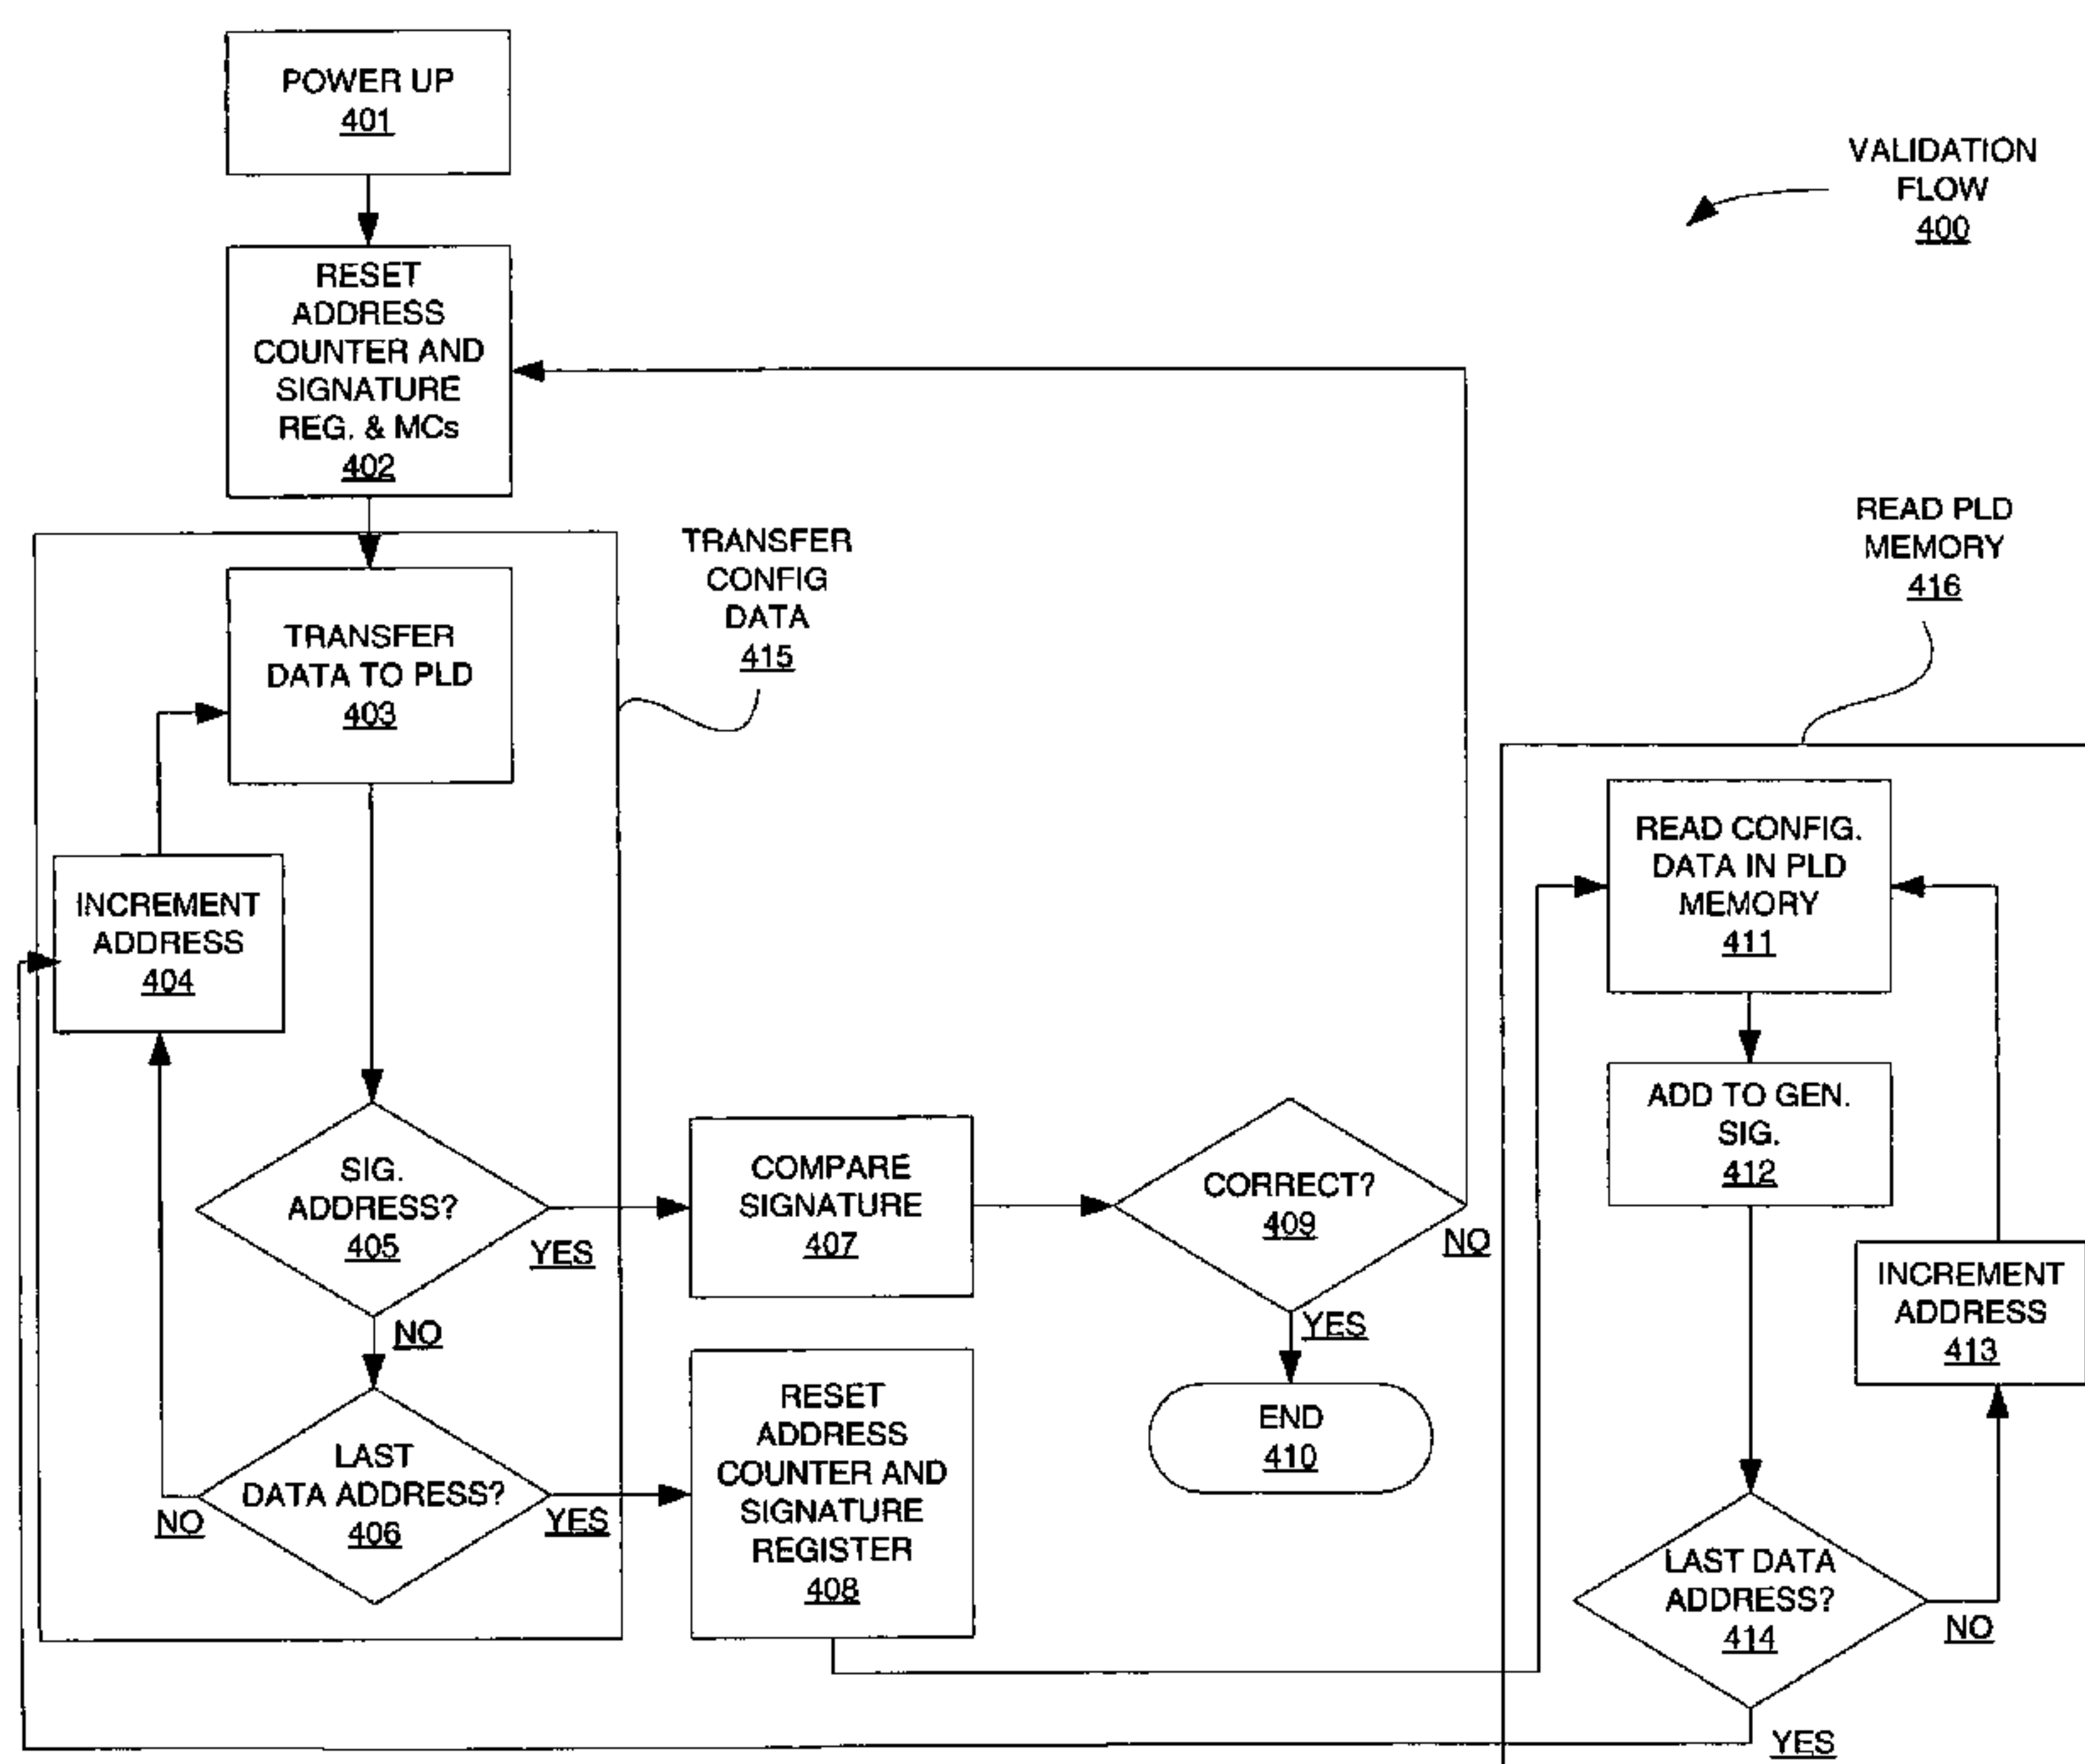 POWER UP
401
VALIDATION
FLOW
400
RESET
ADDRESS
COUNTER AND
SIGNATURE
REG. & MCs
402
TRANSFER
CONFIG
DATA
415
READ PLD
MEMORY
416
TRANSFER
DATA TO PLD
403
INCREMENT
ADDRESS
404
READ CONFIG.
DATA IN PLD
MEMORY
411
ADD TO GEN.
SIG.
412
SIG.
ADDRESS?
405
YES
NO
COMPARE
SIGNATURE
407
CORRECT?
409
NO
YES
END
410
INCREMENT
ADDRESS
413
LAST
DATA ADDRESS?
406
NO
YES
RESET
ADDRESS
COUNTER AND
SIGNATURE
REGISTER
408
LAST DATA
ADDRESS?
414
NO
YES